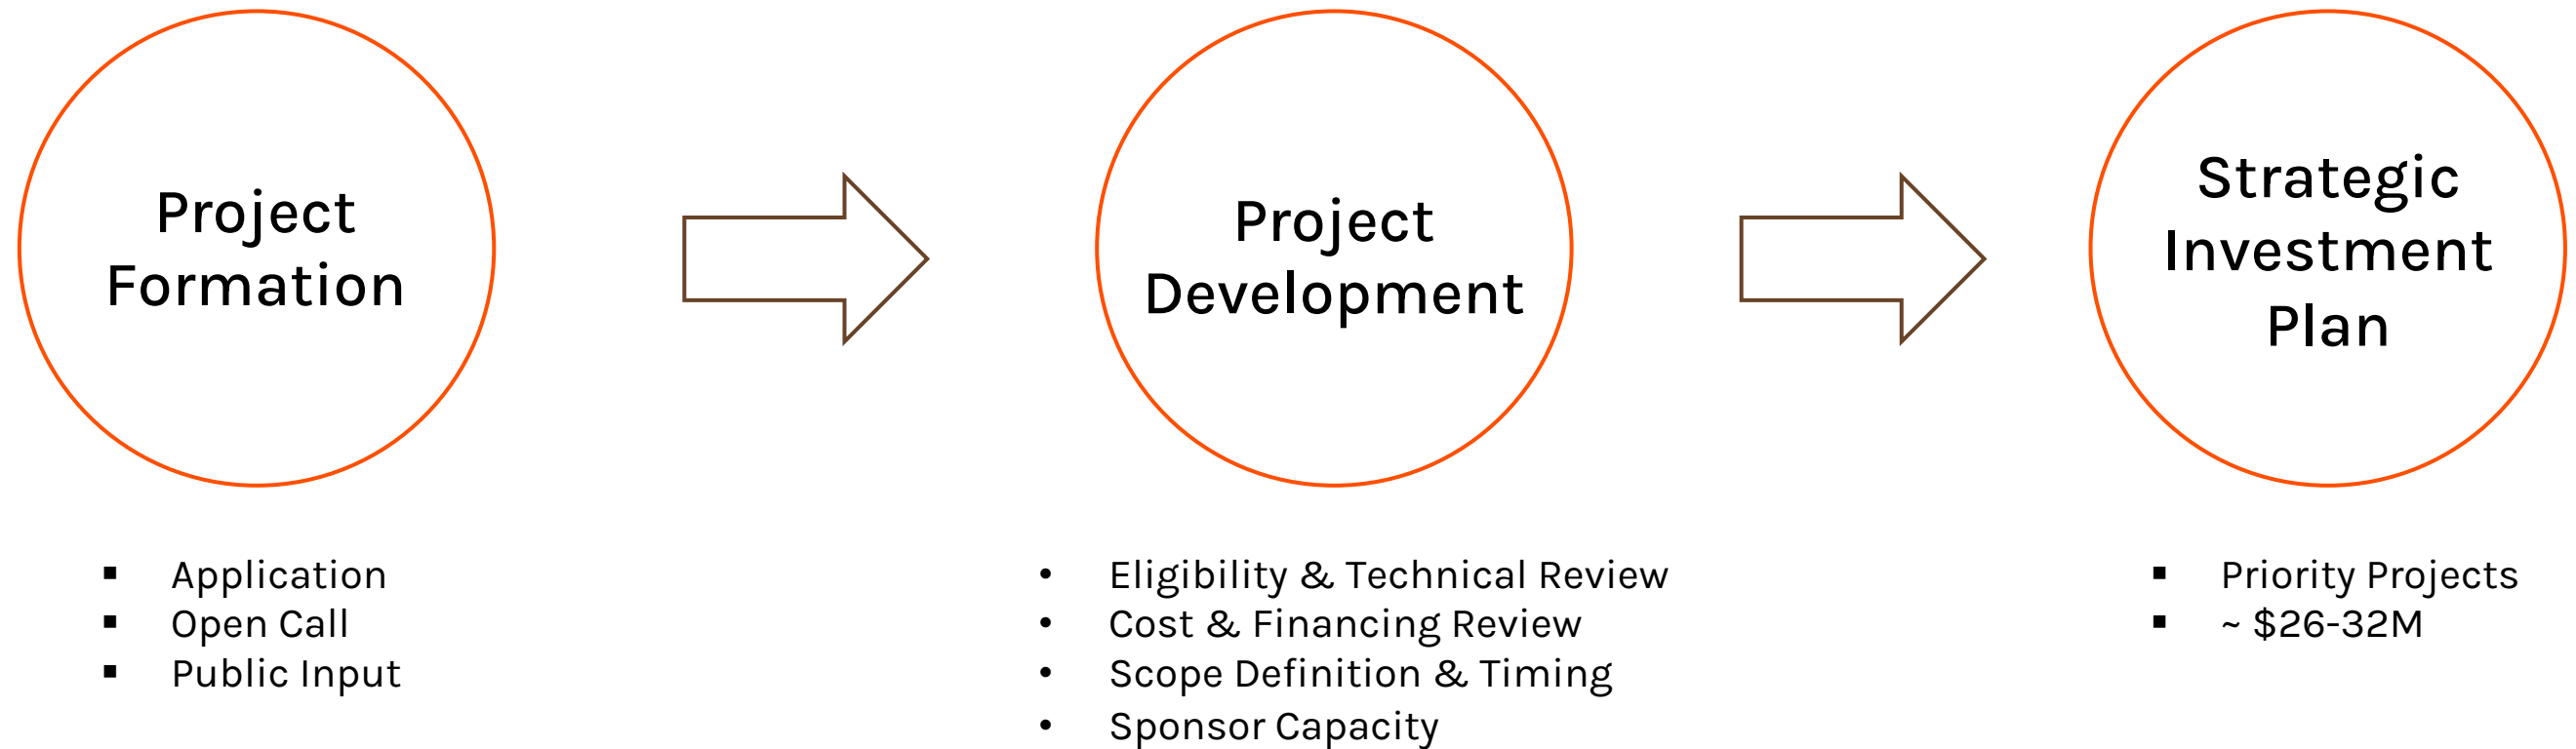 Project
Formation
▪ Application
▪ Open Call
▪ Public Input
Project
Development
• Eligibility & Technical Review
• Cost & Financing Review
• Scope Definition & Timing
• Sponsor Capacity
Strategic
Investment
Plan
▪ Priority Projects
▪ ~ $26-32M